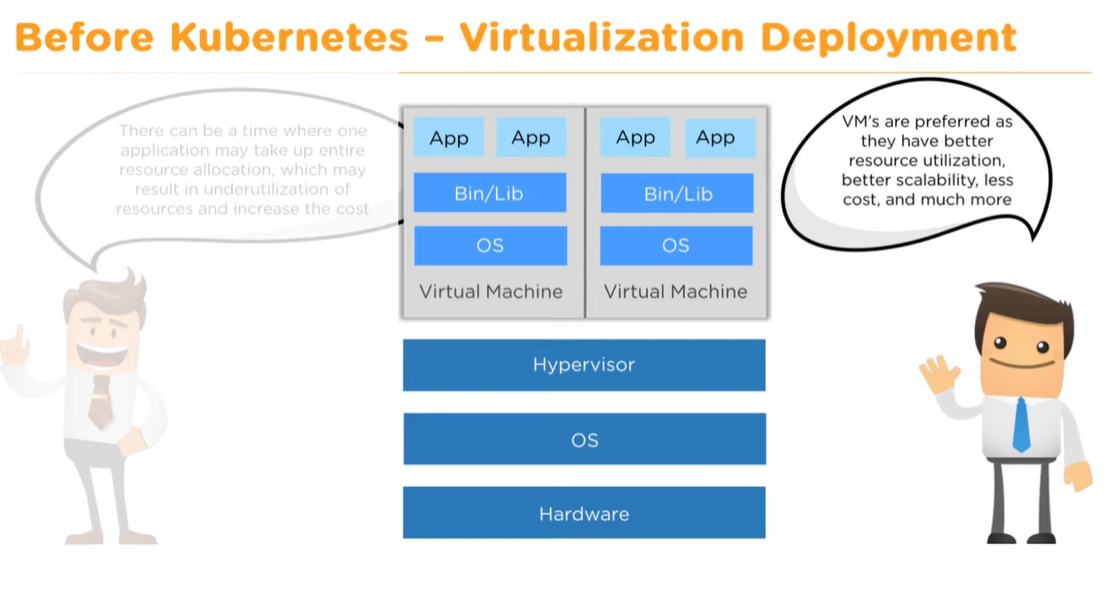 Before Kubernetes – Virtualization Deployment
There can be a time where one
application may take up entire
resource allocation, which may
result in underutilization of
resources and increase the cost
App App App App
Bin/Lib Bin/Lib
OS OS
Virtual Machine Virtual Machine
Hypervisor
OS
Hardware
VM's are preferred as
they have better
resource utilization,
better scalability, less
cost, and much more